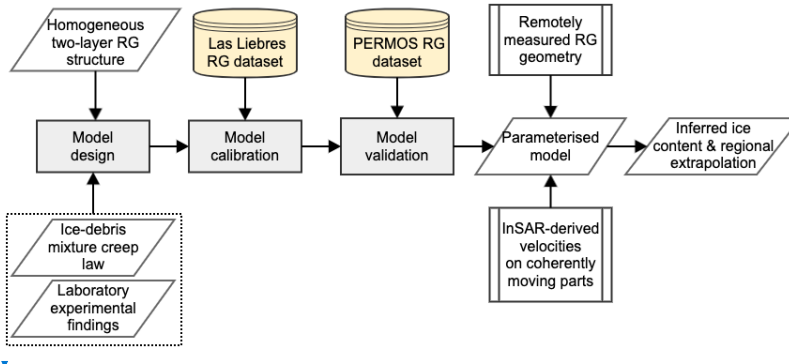 Homogeneous
two-layer RG
structure
Las Liebres
RG dataset
PERMOS RG
dataset
Remotely
measured RG
geometry
Model
design
Model
calibration
Model
validation
Parameterised
model
Inferred ice
content & regional
extrapolation
Ice-debris
mixture creep
law
Laboratory
experimental
findings
InSAR-derived
velocities
on coherently
moving parts